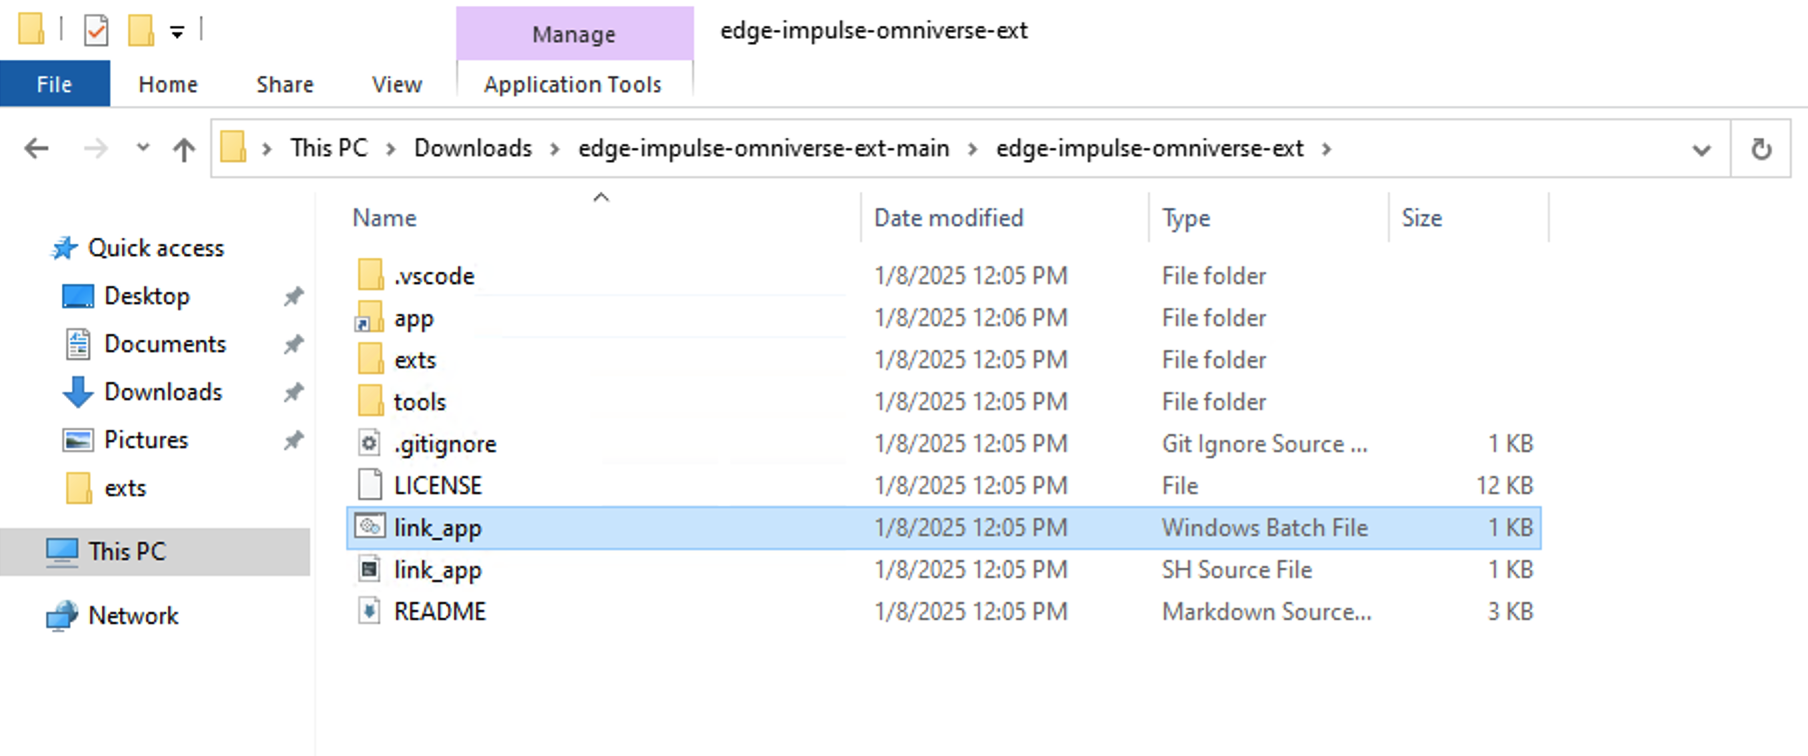 Manage
edge-impulse-omniverse-ext
File Home Share View Application Tools
This PC Downloads edge-impulse-omniverse-ext-main edge-impulse-omniverse-ext
Name Date modified Type Size
Quick access
Desktop
Documents
Downloads
Pictures
exts
This PC
Network
.vscode 1/8/2025 12:05 PM File folder
app 1/8/2025 12:06 PM File folder
exts 1/8/2025 12:05 PM File folder
tools 1/8/2025 12:05 PM File folder
.gitignore 1/8/2025 12:05 PM Git Ignore Source ... 1 KB
LICENSE 1/8/2025 12:05 PM File 12 KB
link_app 1/8/2025 12:05 PM Windows Batch File 1 KB
link_app 1/8/2025 12:05 PM SH Source File 1 KB
README 1/8/2025 12:05 PM Markdown Source... 3 KB